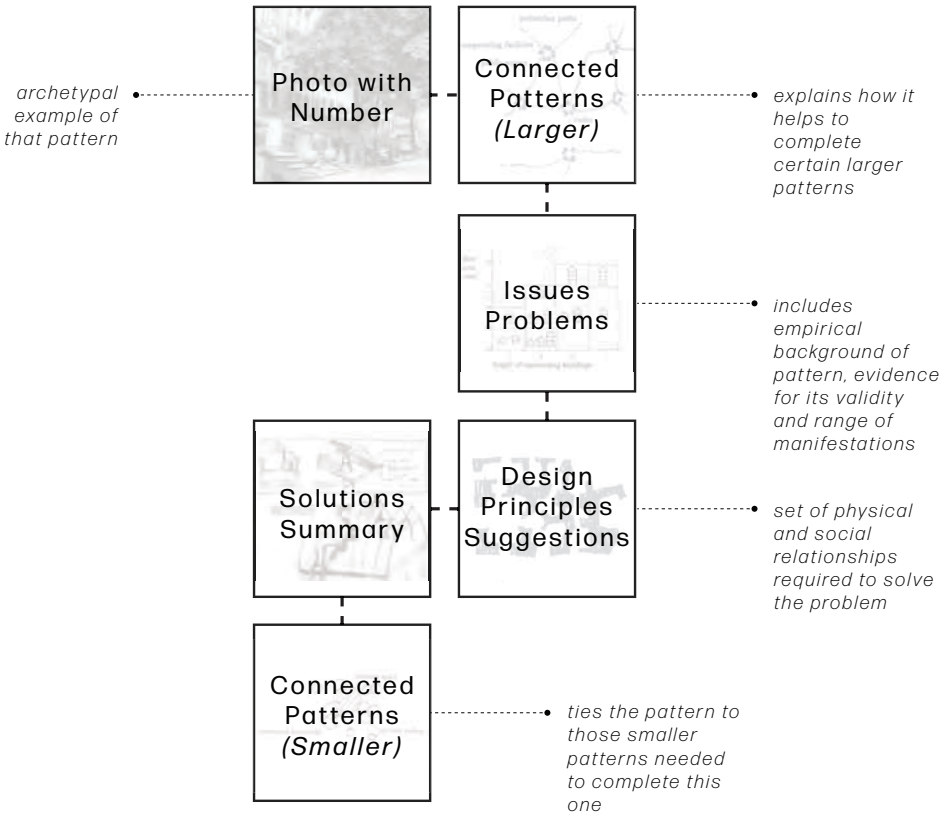 archetypal
example of
that pattern
Photo with
Number
Connected
Patterns
(Larger)
explains how it
helps to
complete
certain larger
patterns
Issues
Problems
includes
empirical
background of
pattern, evidence
for its validity
and range of
manifestations
Solutions
Summary
Design
Principles
Suggestions
set of physical
and social
relationships
required to solve
the problem
Connected
Patterns
(Smaller)
ties the pattern to
those smaller
patterns needed
to complete this
one